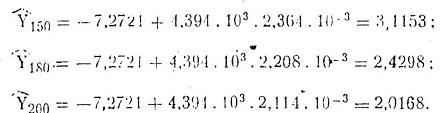 Ŷ₁₅₀ = −7,2721 + 4,394 . 10³ . 2,364 . 10⁻³ = 3,1153;
Ŷ₁₈₀ = −7,2721 + 4,394 . 10³ . 2,208 . 10⁻³ = 2,4298;
Ŷ₂₀₀ = −7,2721 + 4,394 . 10³ . 2,114 . 10⁻³ = 2,0168.